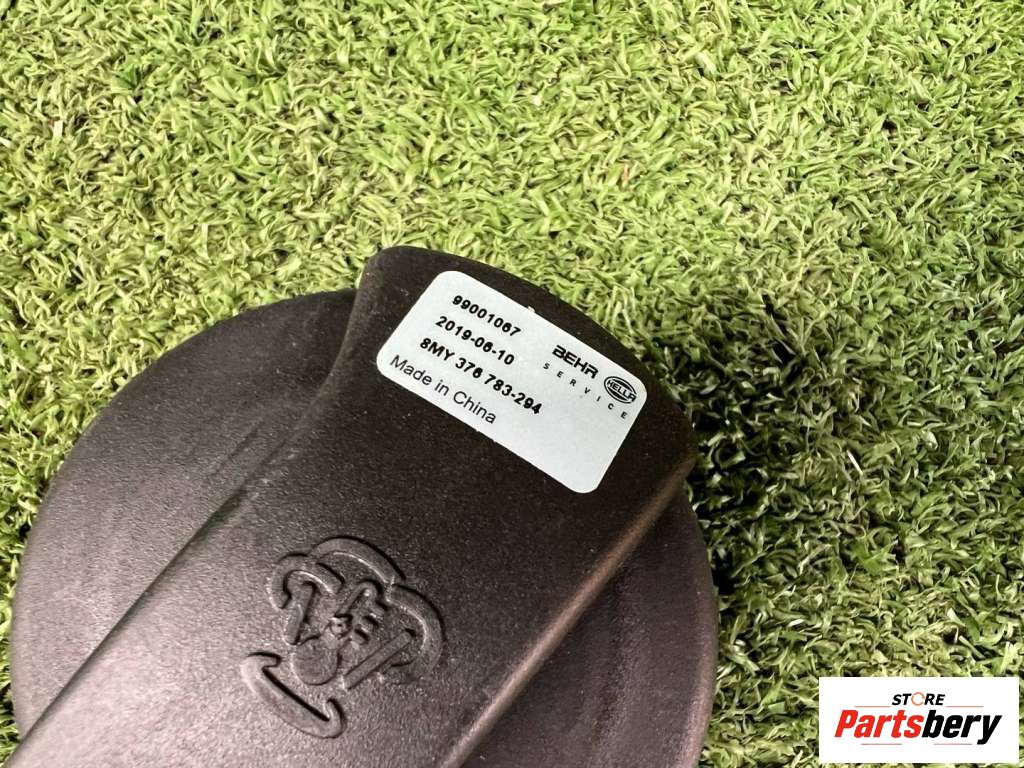 99001067
2019-06-10
8MY 376 783-294
Made in China
BEHR
HELLA
SERVICE
STORE
Partsbery